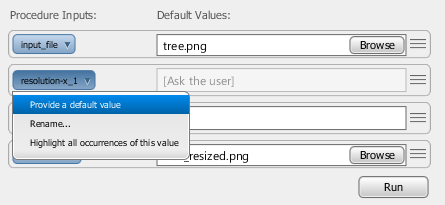 Procedure Inputs: Default Values:
input_file tree.png Browse
resolution-x_1 [Ask the user]
Provide a default value
Rename...
Highlight all occurrences of this value
_resized.png Browse
Run